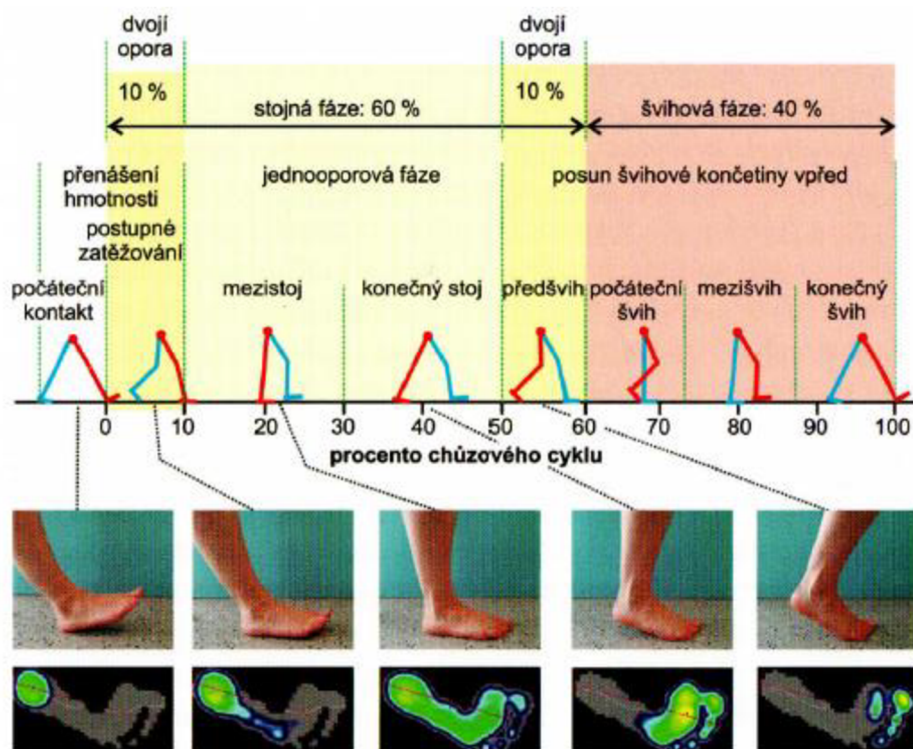 dvojí
opora
dvojí
opora
10 %
10 %
stojná fáze: 60 %
švihová fáze: 40 %
přenášení
hmotnosti
jednooporová fáze
posun švihové končetiny vpřed
postupné
zatěžování
počáteční
kontakt
mezistoj
konečný stoj
předšvih
počáteční
švih
mezišvih
konečný
švih
0 10 20 30 40 50 60 70 80 90 100
procento chůzového cyklu